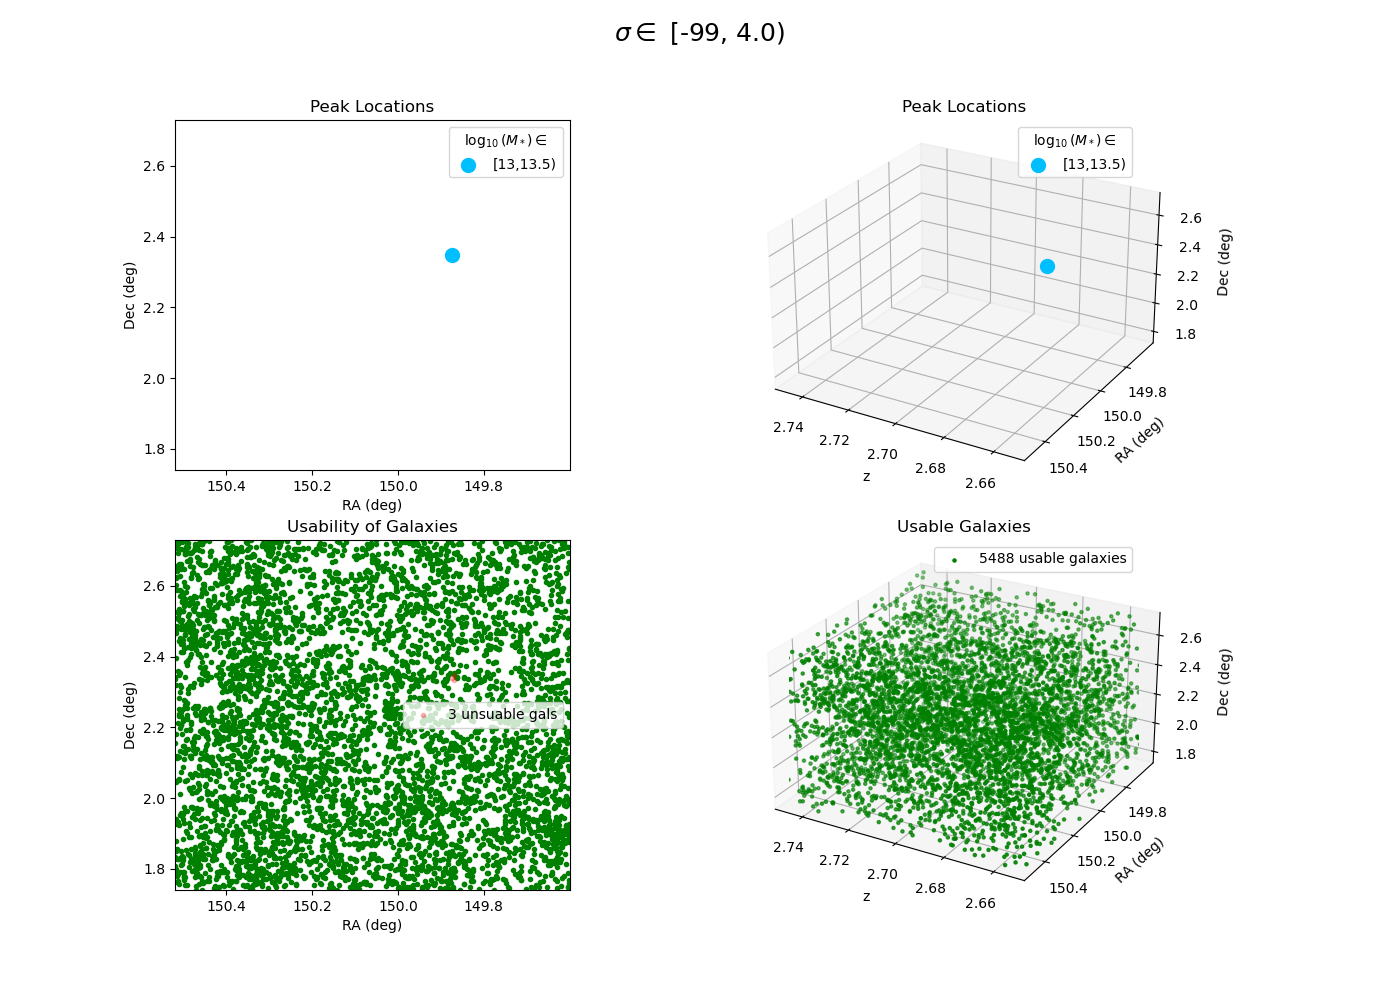 σ ∈ [-99, 4.0)
Peak Locations
log₁₀(M*) ∈
[13,13.5)
2.6
2.4
2.2
2.0
1.8
Dec (deg)
150.4 150.2 150.0 149.8
RA (deg)
Peak Locations
log₁₀(M*) ∈
[13,13.5)
2.6
2.4
2.2
2.0
1.8
Dec (deg)
149.8
150.0
150.2
150.4
RA (deg)
2.74
2.72
2.70
2.68
2.66
z
Usability of Galaxies
2.6
2.4
2.2
2.0
1.8
Dec (deg)
3 unsuable gals
150.4 150.2 150.0 149.8
RA (deg)
Usable Galaxies
5488 usable galaxies
2.6
2.4
2.2
2.0
1.8
Dec (deg)
149.8
150.0
150.2
150.4
RA (deg)
2.74
2.72
2.70
2.68
2.66
z